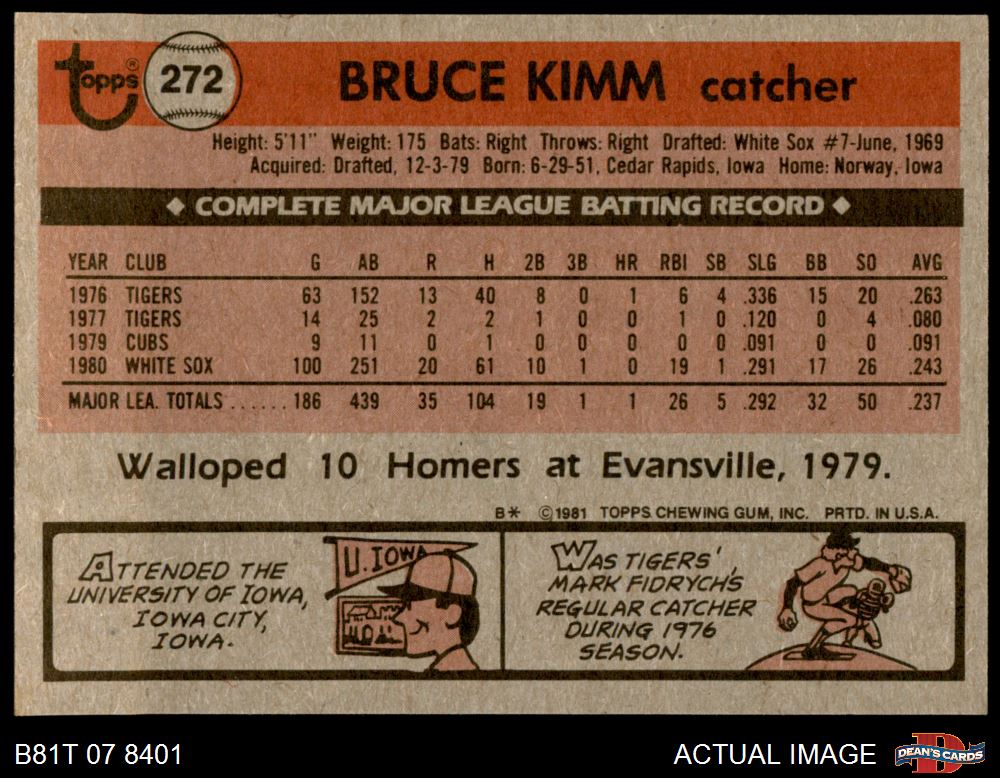 topps®
272
BRUCE KIMM catcher
Height: 5'11" Weight: 175 Bats: Right Throws: Right Drafted: White Sox #7-June, 1969
Acquired: Drafted, 12-3-79 Born: 6-29-51, Cedar Rapids, Iowa Home: Norway, Iowa
◆ COMPLETE MAJOR LEAGUE BATTING RECORD ◆
YEAR CLUB G AB R H 2B 3B HR RBI SB SLG BB SO AVG
1976 TIGERS 63 152 13 40 8 0 1 6 4 .336 15 20 .263
1977 TIGERS 14 25 2 2 1 0 0 1 0 .120 0 4 .080
1979 CUBS 9 11 0 1 0 0 0 0 0 .091 0 0 .091
1980 WHITE SOX 100 251 20 61 10 1 0 19 1 .291 17 26 .243
MAJOR LEA. TOTALS ...... 186 439 35 104 19 1 1 26 5 .292 32 50 .237
Walloped 10 Homers at Evansville, 1979.
B* ©1981 TOPPS CHEWING GUM, INC. PRTD. IN U.S.A.
ATTENDED THE
UNIVERSITY OF IOWA,
IOWA CITY,
IOWA.
U. IOWA
WAS TIGERS'
MARK FIDRYCH'S
REGULAR CATCHER
DURING 1976
SEASON.
B81T 07 8401
ACTUAL IMAGE
D
DEAN'S CARDS